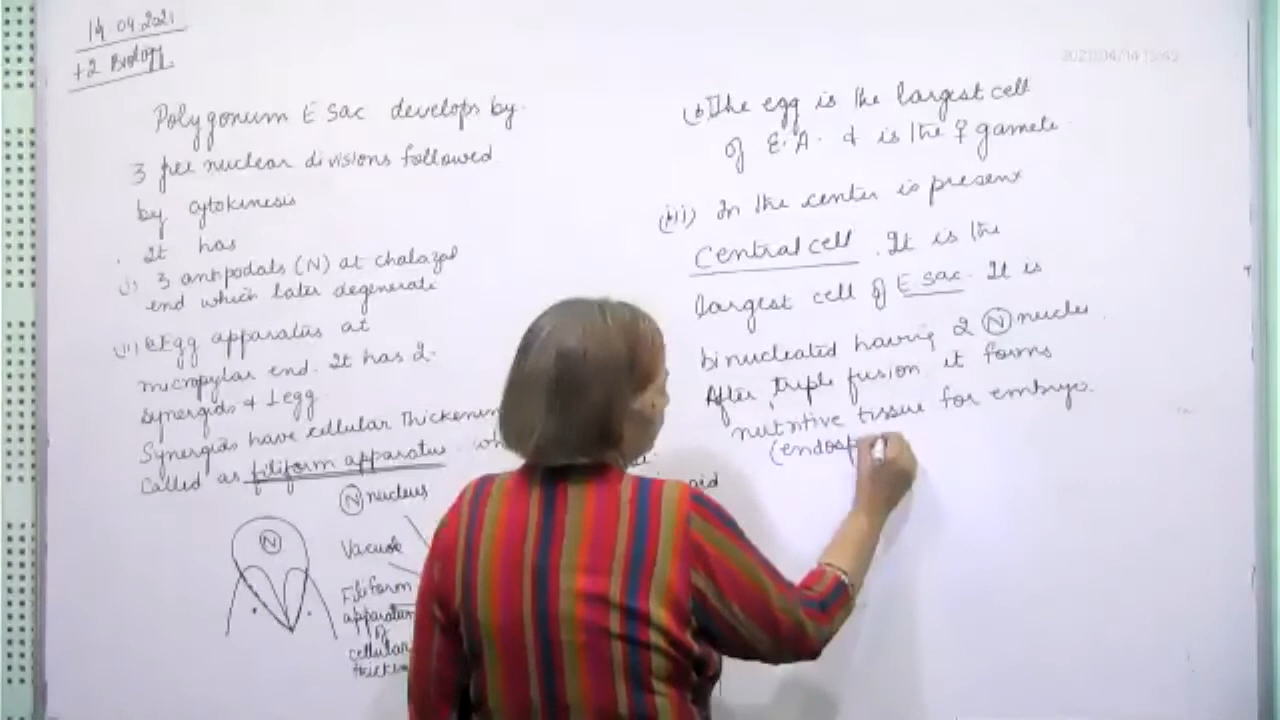 14 04.2021
+2 Biology
Polygonum E sac develops by
3 free nuclear divisions followed
by cytokinesis
It has
i) 3 antipodals (N) at chalazal
end which later degenerate
ii) Egg apparatus at
micropylar end. It has 2
synergids & 1 egg
Synergids have cellular thickenin
called as filiform apparatus wh
oid
N nucleus
N
Vacuole
Filiform
apparatus
of
cellular
thicken
(b) The egg is the largest cell
of E.A. & is the ♀ gamete
(iii) In the center is present
Central cell. It is the
largest cell of E sac. It is
binucleated having 2 N nuclei.
After triple fusion it forms
nutritive tissue for embryo.
(endosp